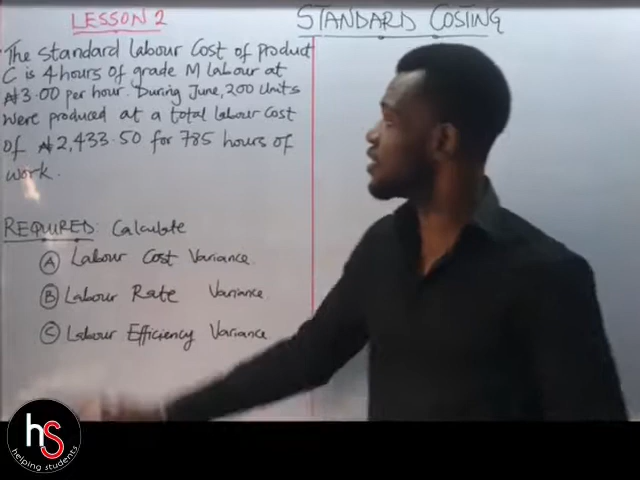 LESSON 2
STANDARD COSTING
The standard labour cost of product
C is 4 hours of grade M labour at
₦3.00 per hour. During June, 200 units
were produced at a total labour cost
of ₦2,433.50 for 785 hours of
work.
REQUIRED: Calculate
(A) Labour Cost Variance.
(B) Labour Rate Variance
(C) Labour Efficiency Variance
hs
helping students